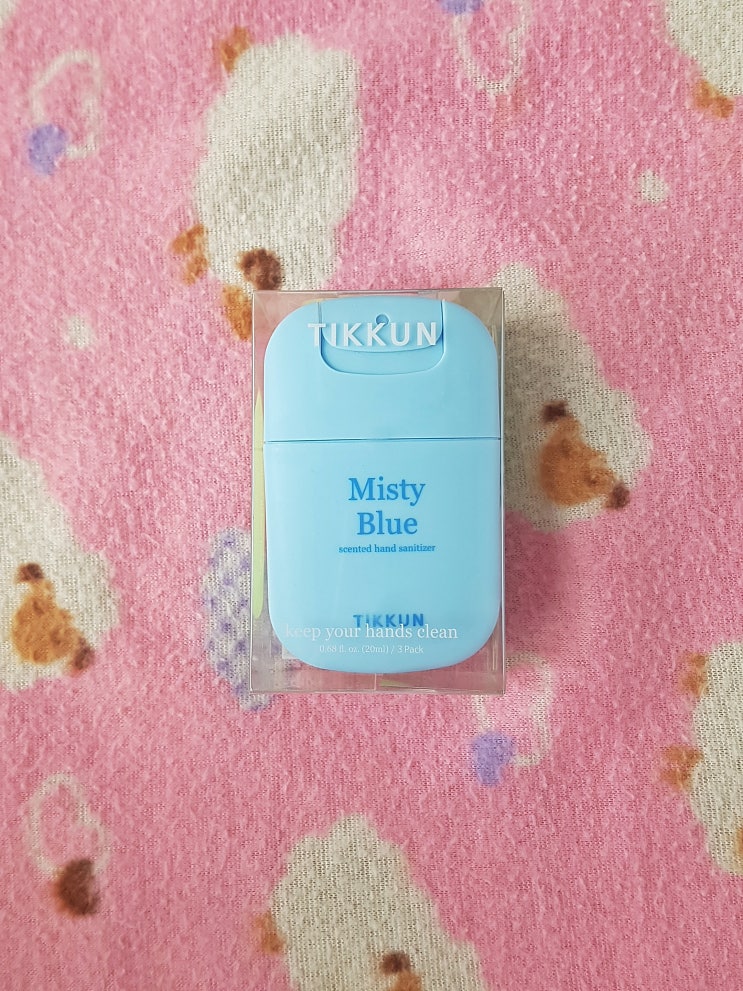 TIKKUN
Misty
Blue
scented hand sanitizer
TIKKUN
keep your hands clean
0.68 fl. oz. (20ml) / 3 Pack